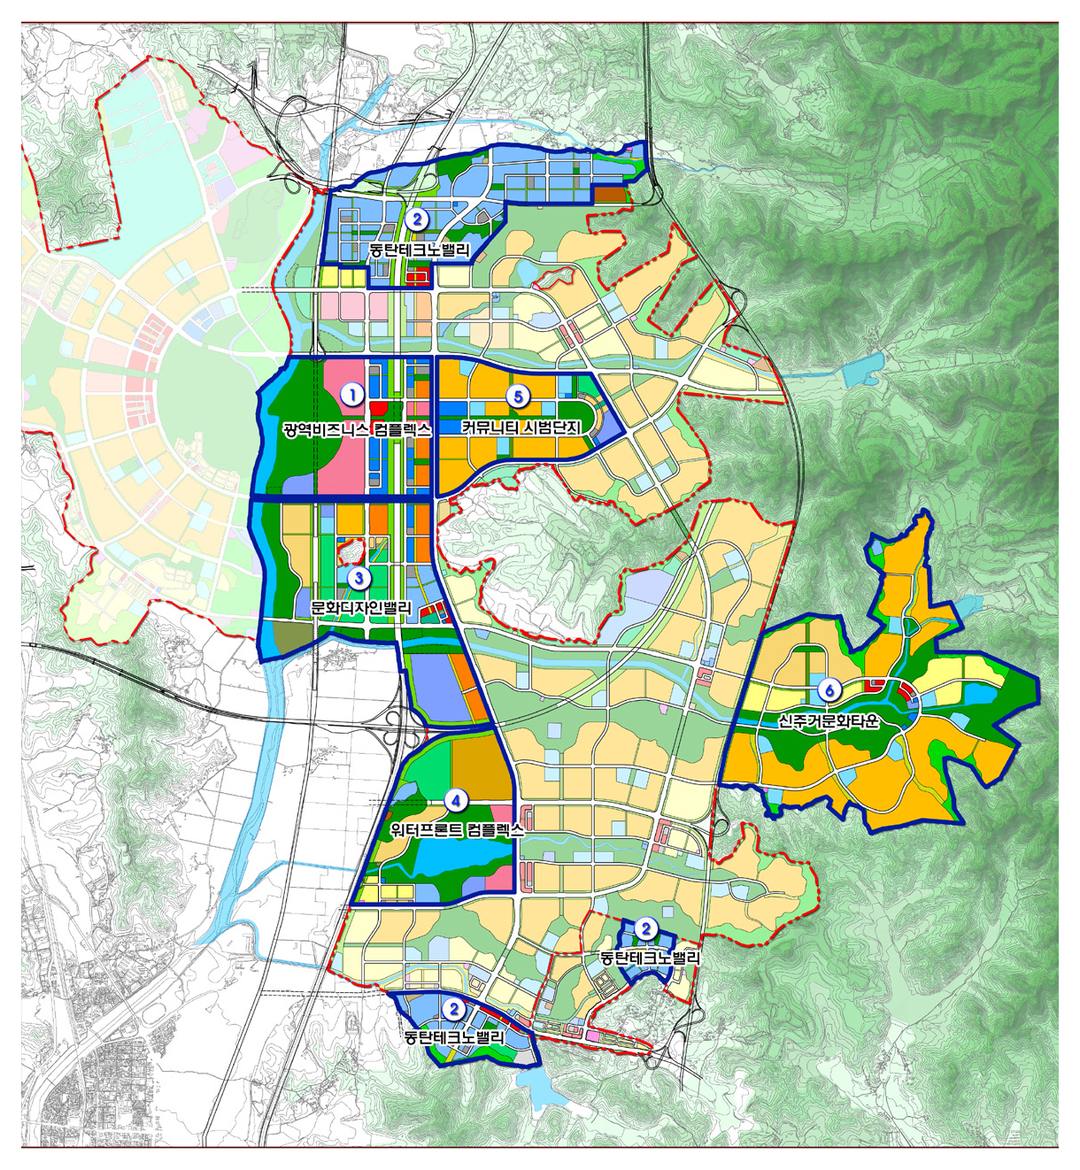 2
동탄테크노밸리
1
광역비즈니스 컴플렉스
5
커뮤니티 시범단지
3
문화디자인밸리
6
신주거문화타운
4
워터프론트 컴플렉스
2
동탄테크노밸리
2
동탄테크노밸리